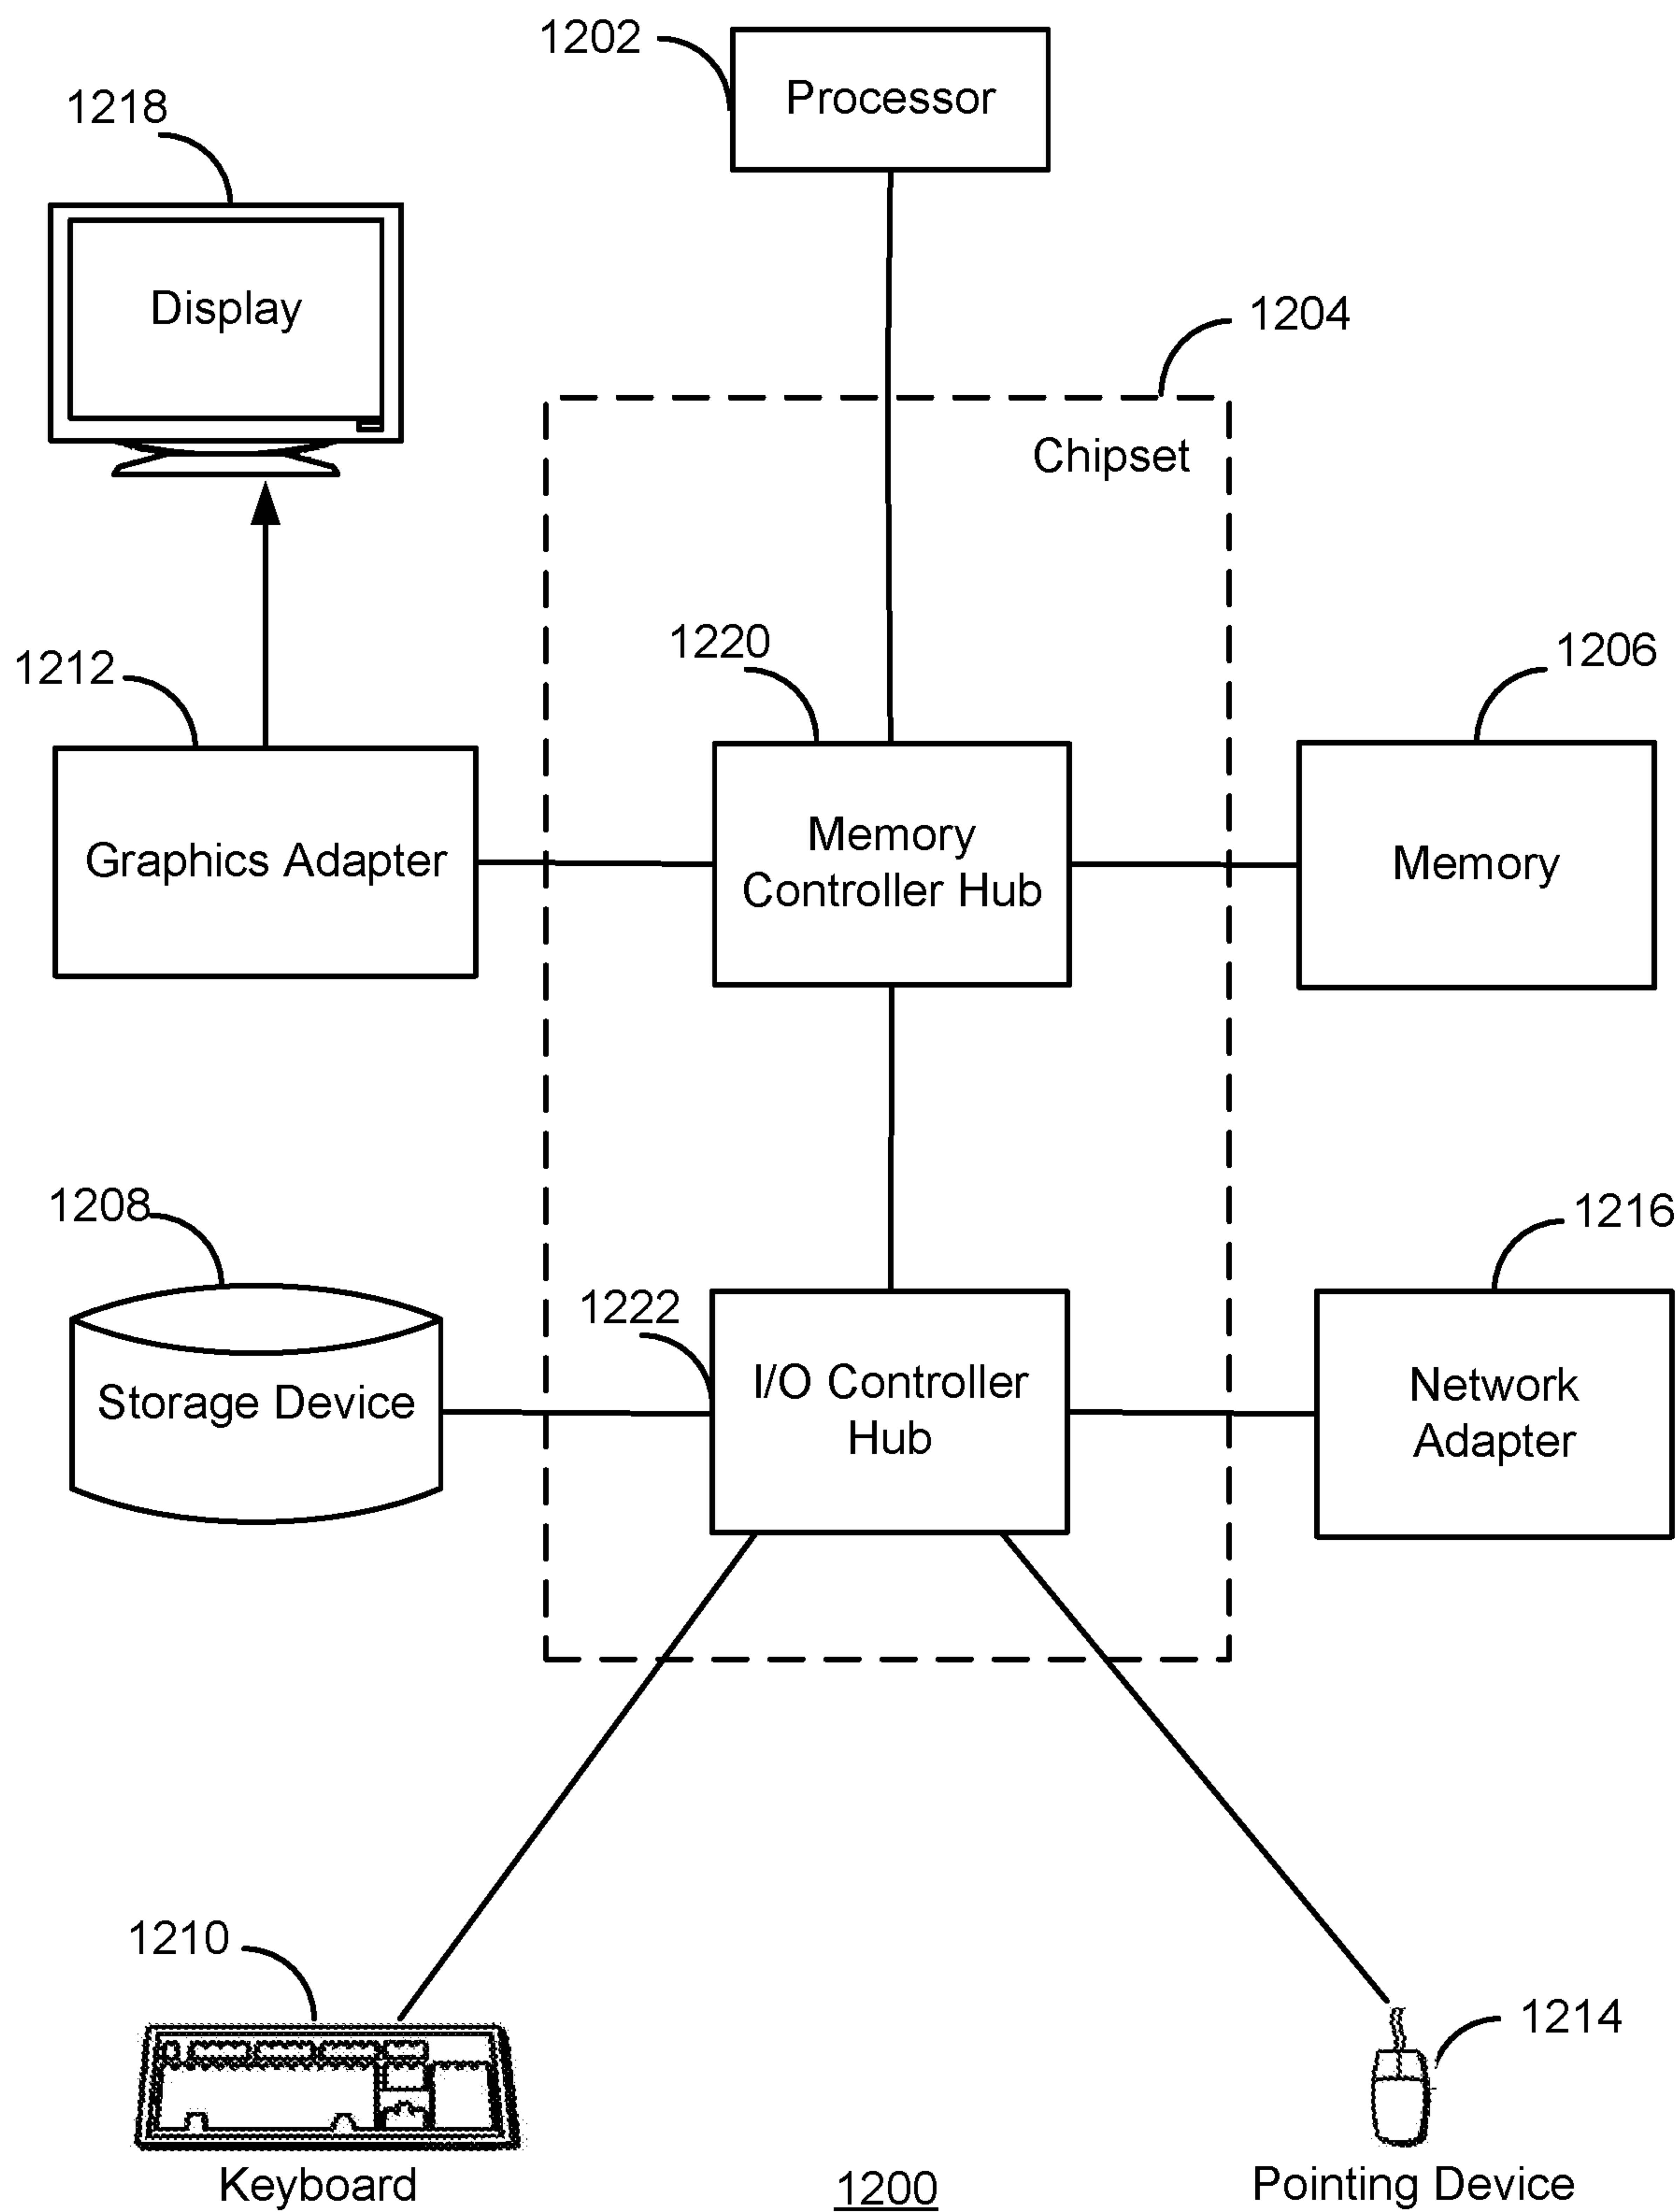 1202
Processor
1218
Display
1204
Chipset
1212
1220
1206
Graphics Adapter
Memory
Controller Hub
Memory
1208
1222
1216
Storage Device
I/O Controller
Hub
Network
Adapter
1210
1214
Keyboard
1200
Pointing Device